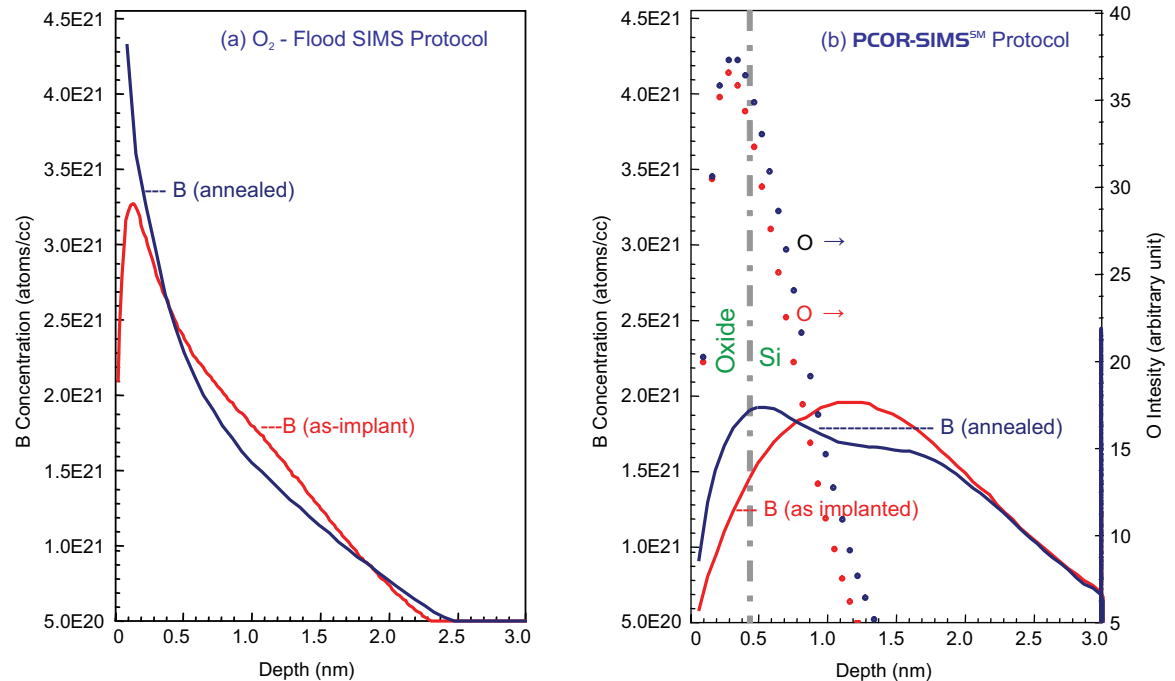 (a) O₂ - Flood SIMS Protocol
B Concentration (atoms/cc)
4.5E21
4.0E21
3.5E21
3.0E21
2.5E21
2.0E21
1.5E21
1.0E21
5.0E20
B (annealed)
B (as-implant)
0 0.5 1.0 1.5 2.0 2.5 3.0
Depth (nm)
(b) PCOR-SIMS℠ Protocol
B Concentration (atoms/cc)
4.5E21
4.0E21
3.5E21
3.0E21
2.5E21
2.0E21
1.5E21
1.0E21
5.0E20
Oxide
Si
O →
O →
B (annealed)
B (as implanted)
40
35
30
25
20
15
10
5
O Intesity (arbitrary unit)
0 0.5 1.0 1.5 2.0 2.5 3.0
Depth (nm)